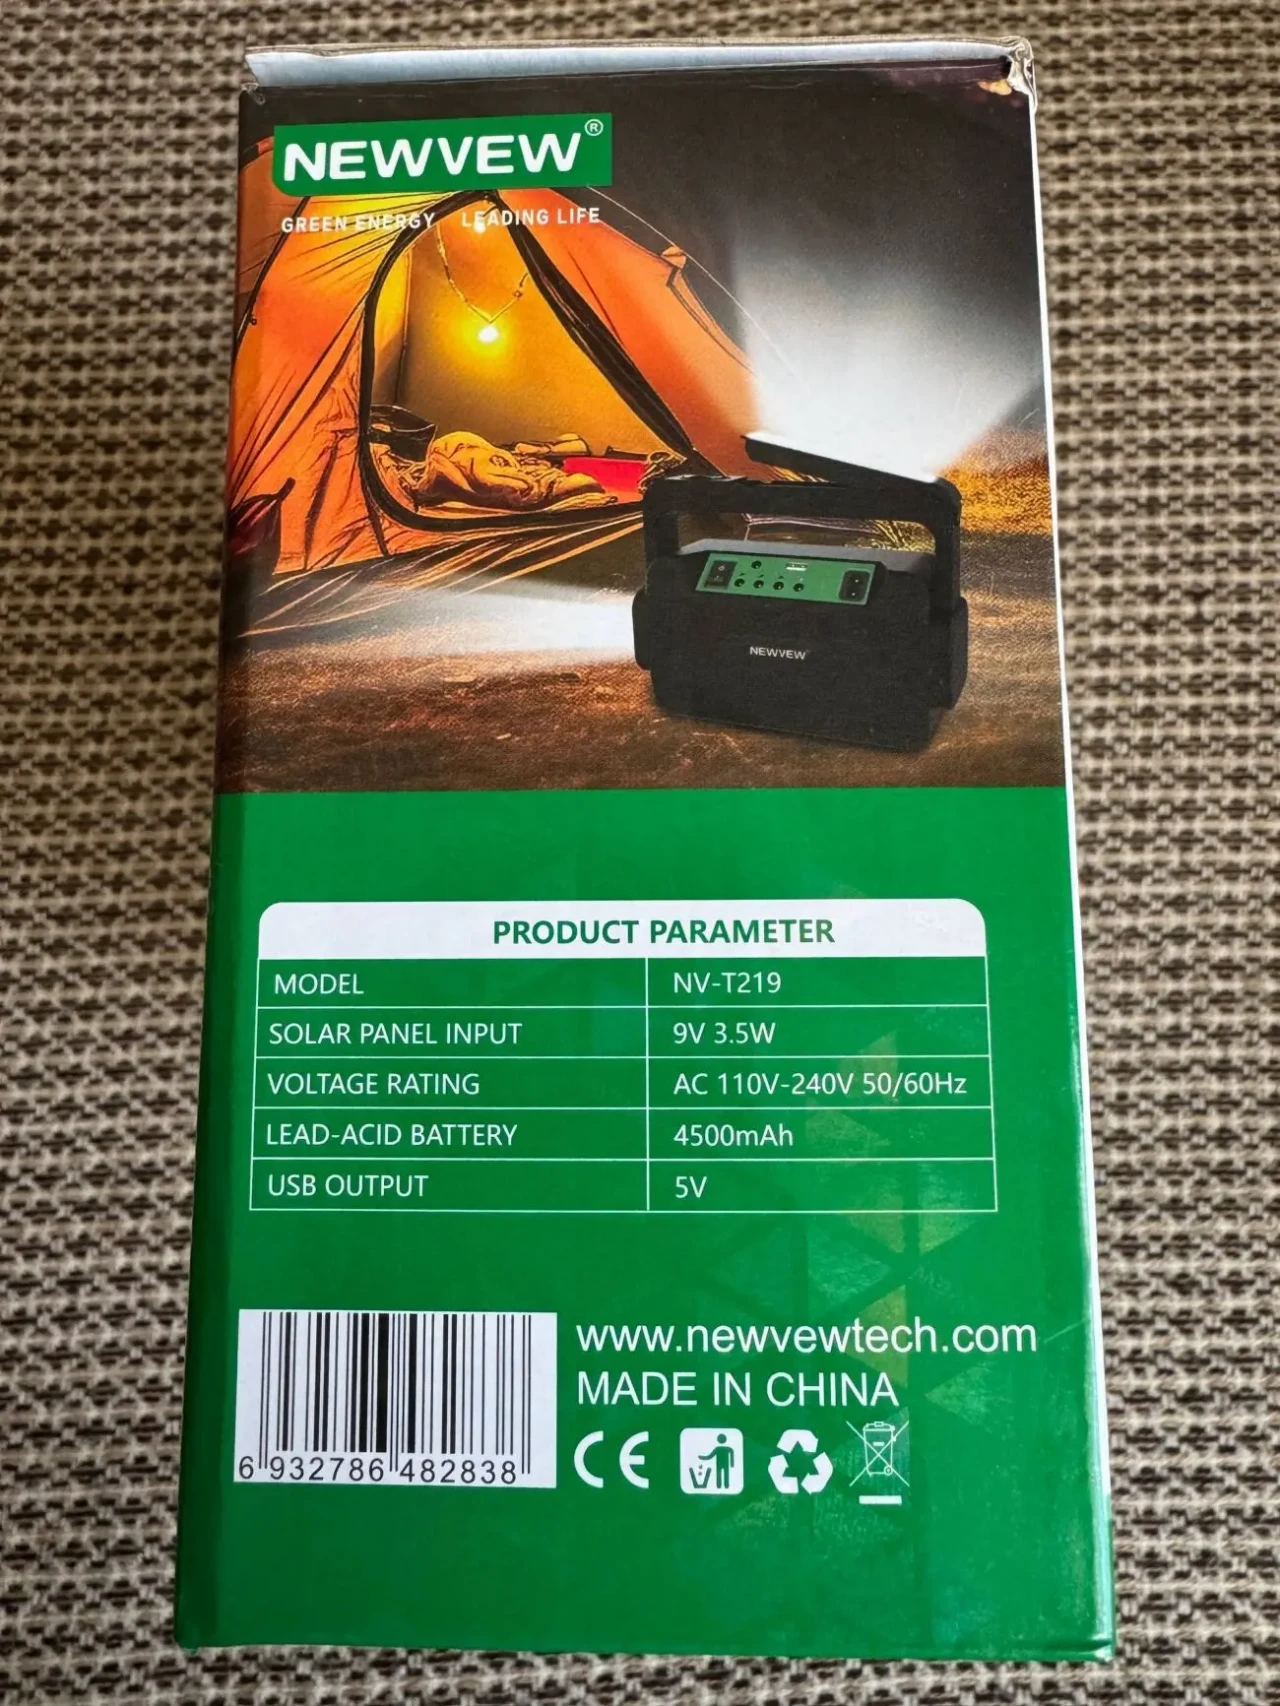 NEWVEW®
GREEN ENERGY LEADING LIFE
NEWVEW
PRODUCT PARAMETER
MODEL NV-T219
SOLAR PANEL INPUT 9V 3.5W
VOLTAGE RATING AC 110V-240V 50/60Hz
LEAD-ACID BATTERY 4500mAh
USB OUTPUT 5V
www.newvewtech.com
MADE IN CHINA
CE
6 932786 482838